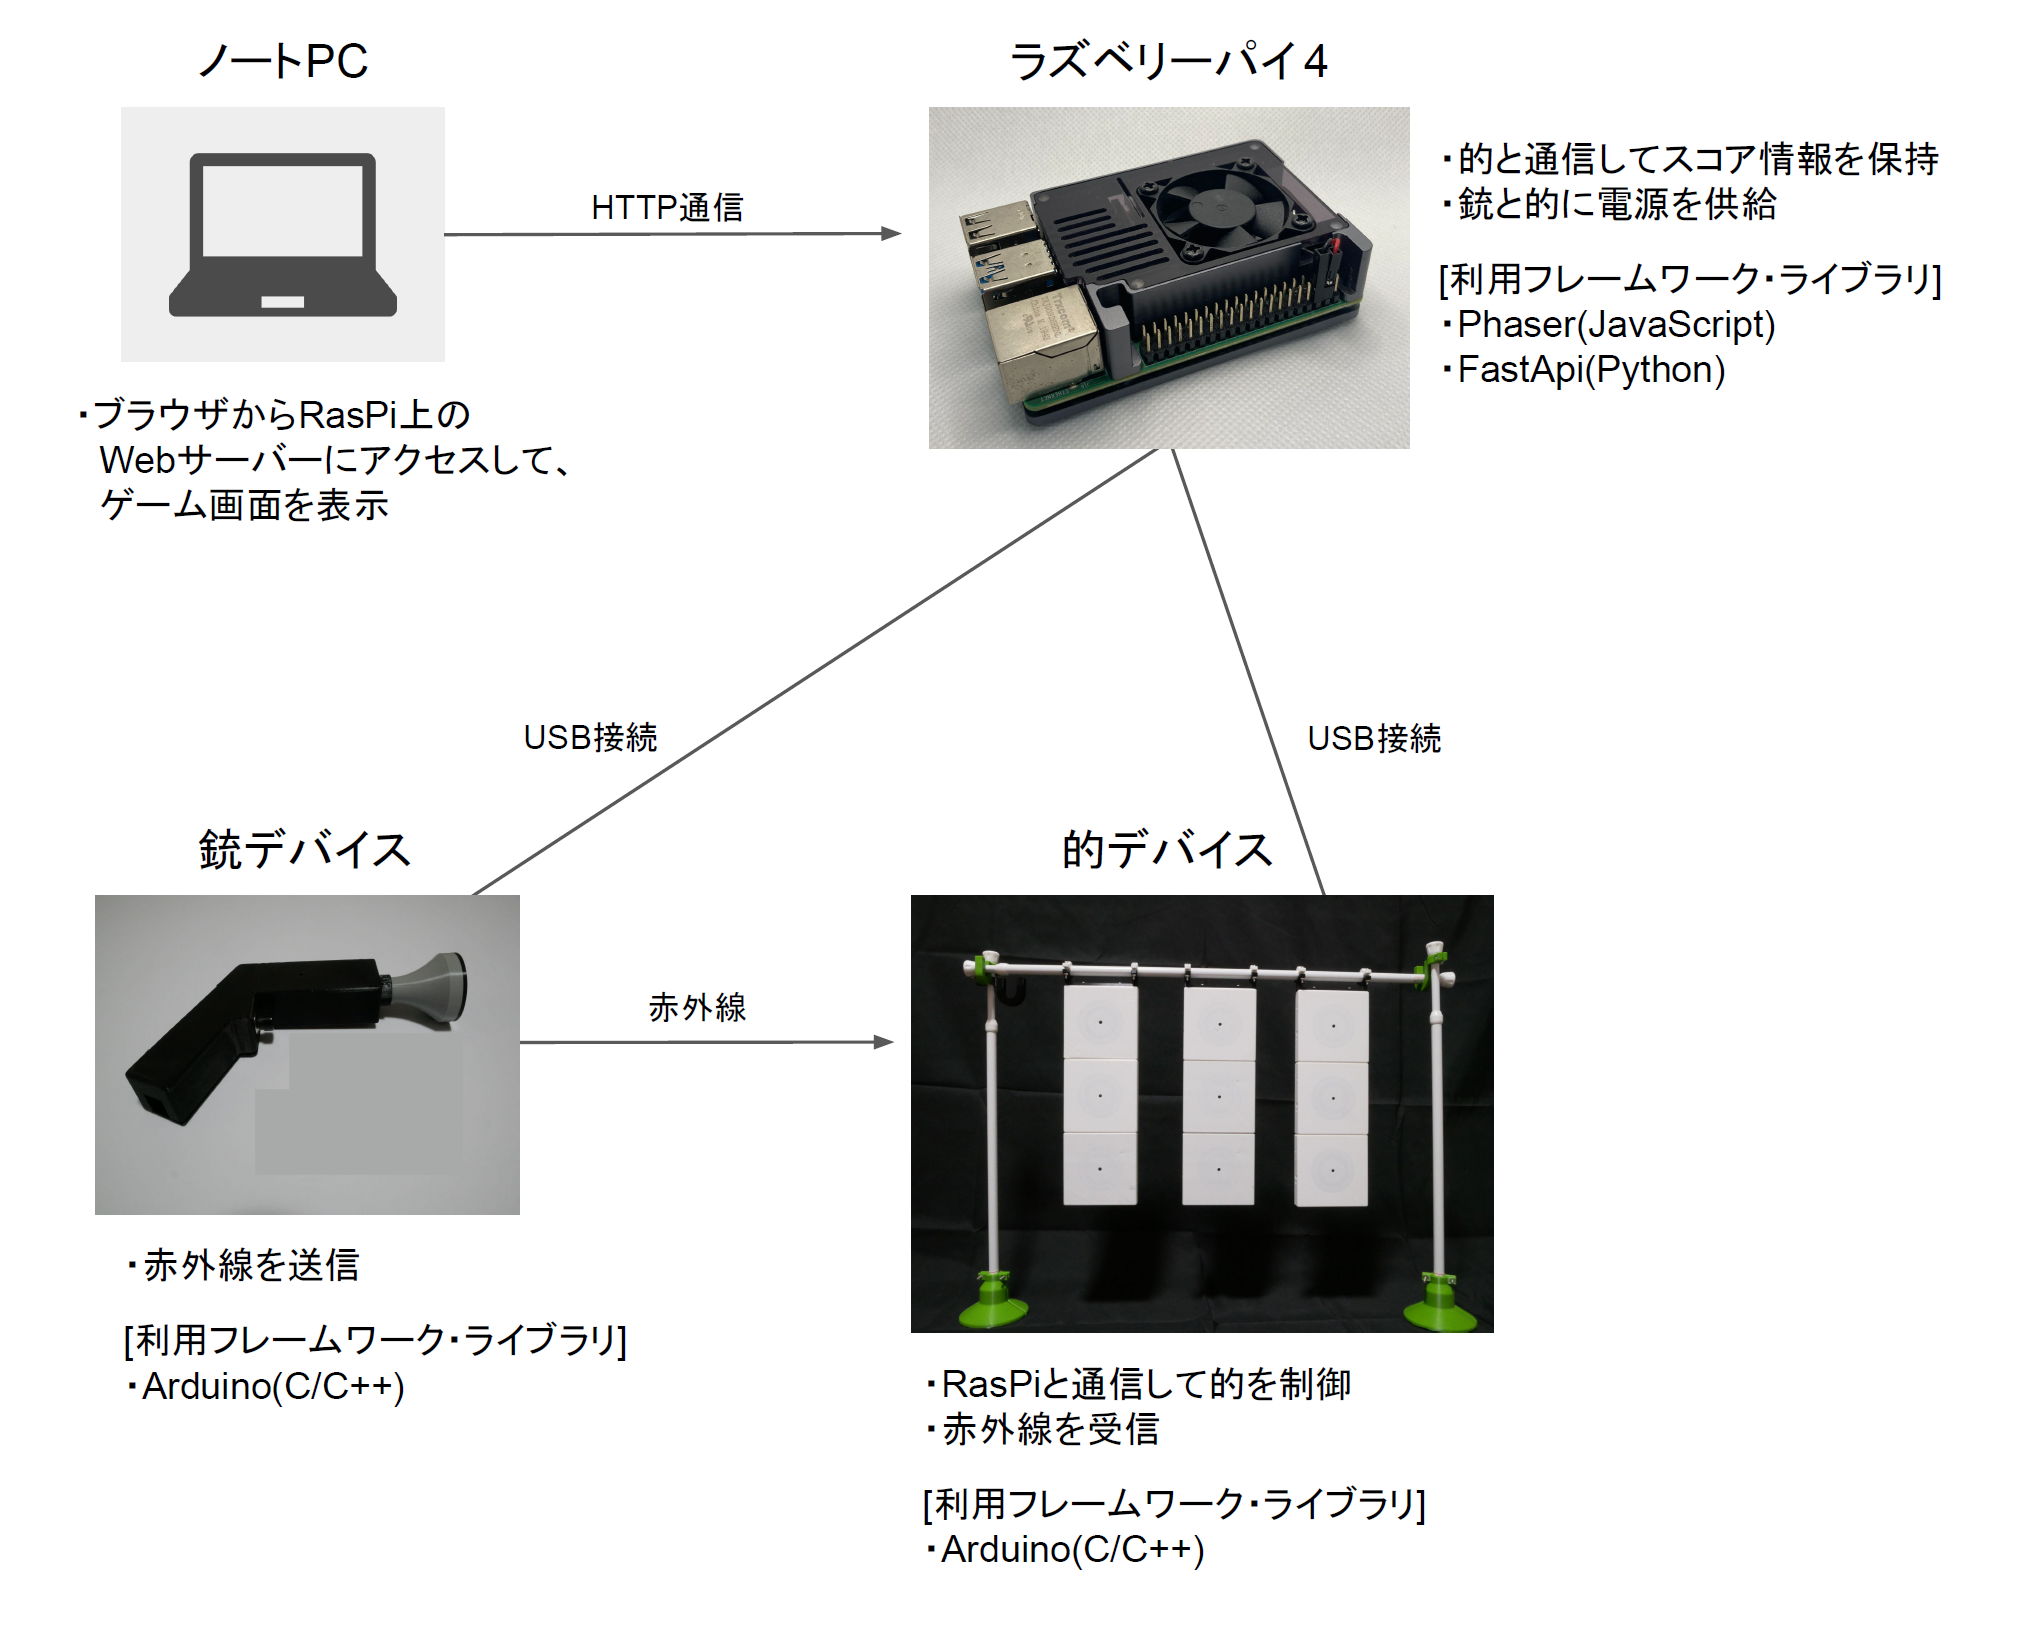 ノートPC
ラズベリーパイ4
HTTP通信
・的と通信してスコア情報を保持
・銃と的に電源を供給
[利用フレームワーク・ライブラリ]
・Phaser(JavaScript)
・FastApi(Python)
・ブラウザからRasPi上の
Webサーバーにアクセスして、
ゲーム画面を表示
USB接続
USB接続
銃デバイス
的デバイス
赤外線
・赤外線を送信
[利用フレームワーク・ライブラリ]
・Arduino(C/C++)
・RasPiと通信して的を制御
・赤外線を受信
[利用フレームワーク・ライブラリ]
・Arduino(C/C++)